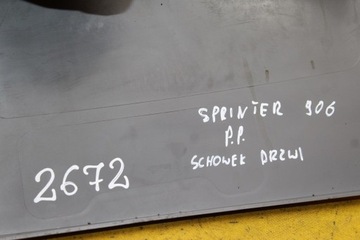 SPRINTER 906
P.P.
SCHOWEK DRZWI
2672